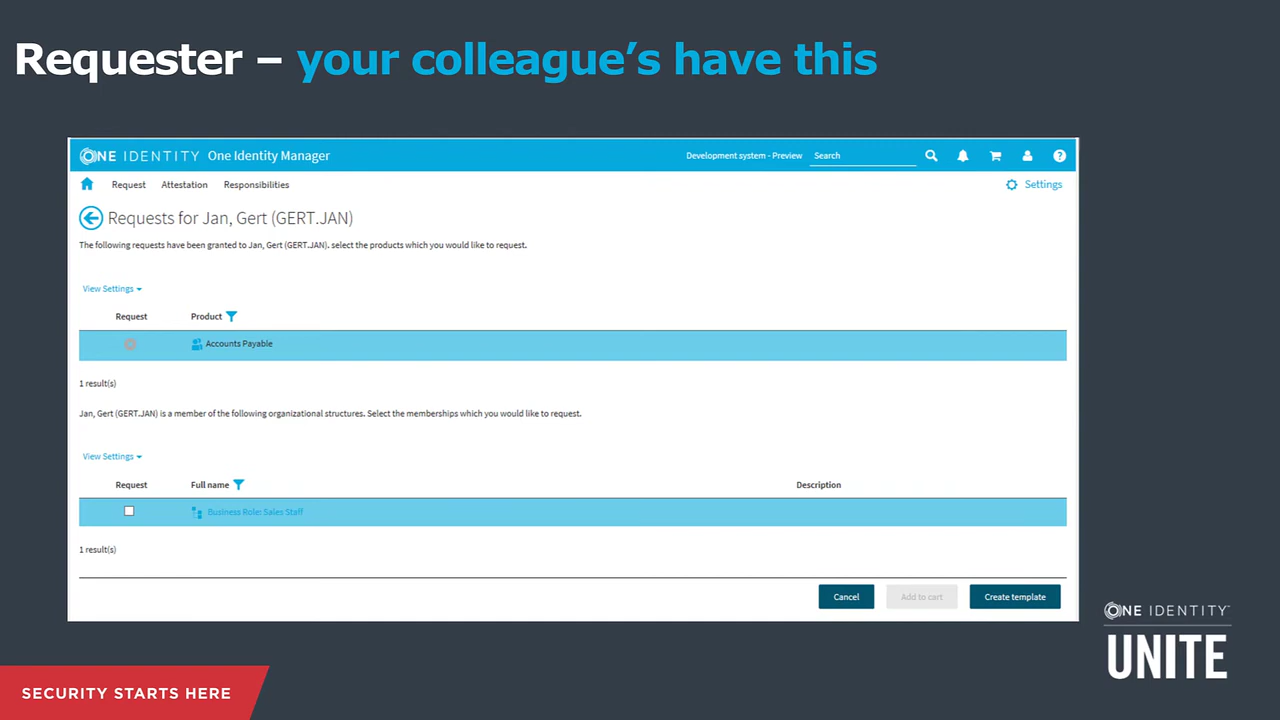 Requester – your colleague’s have this
ONE IDENTITY One Identity Manager
Development system - Preview Search
Request Attestation Responsibilities Settings
Requests for Jan, Gert (GERT.JAN)
The following requests have been granted to Jan, Gert (GERT.JAN). select the products which you would like to request.
View Settings
Request Product
Accounts Payable
1 result(s)
Jan, Gert (GERT.JAN) is a member of the following organizational structures. Select the memberships which you would like to request.
View Settings
Request Full name Description
Business Role: Sales Staff
1 result(s)
Cancel Add to cart Create template
ONE IDENTITY
UNITE
SECURITY STARTS HERE